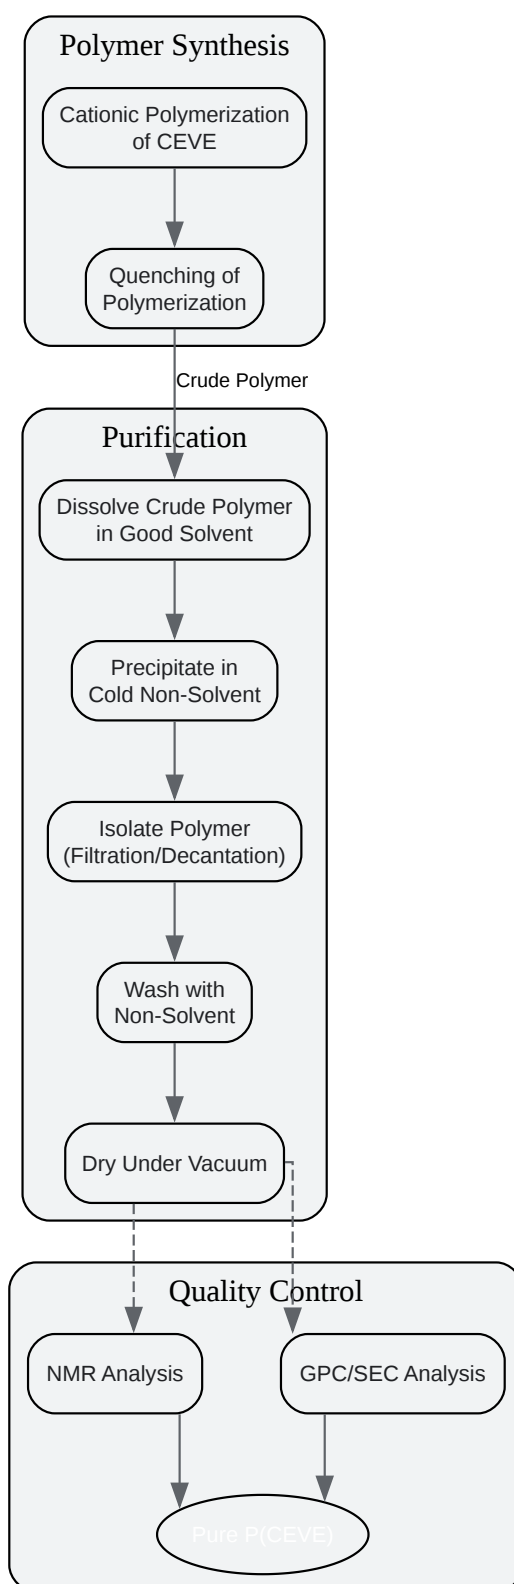 Polymer Synthesis
Cationic Polymerization
of CEVE
Quenching of
Polymerization
Crude Polymer
Purification
Dissolve Crude Polymer
in Good Solvent
Precipitate in
Cold Non-Solvent
Isolate Polymer
(Filtration/Decantation)
Wash with
Non-Solvent
Dry Under Vacuum
Quality Control
NMR Analysis
GPC/SEC Analysis
Pure P(CEVE)